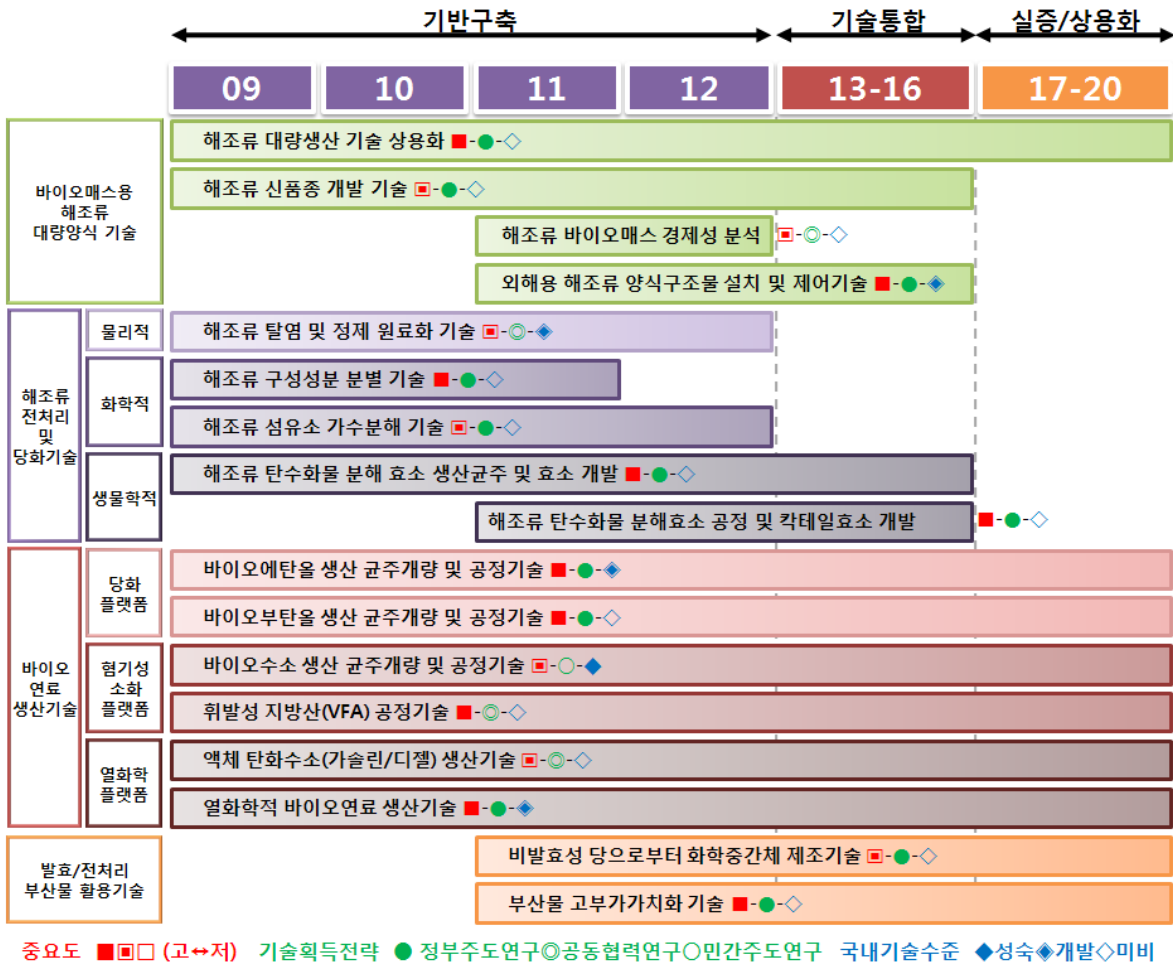 기반구축 기술통합 실증/상용화
09 10 11 12 13-16 17-20
바이오매스용
해조류
대량양식 기술
해조류 대량생산 기술 상용화 ■-●-◇
해조류 신품종 개발 기술 ▣-●-◇
해조류 바이오매스 경제성 분석 ▣-◎-◇
외해용 해조류 양식구조물 설치 및 제어기술 ■-●-◈
해조류
전처리
및
당화기술
물리적
해조류 탈염 및 정제 원료화 기술 ▣-◎-◈
화학적
해조류 구성성분 분별 기술 ■-●-◇
해조류 섬유소 가수분해 기술 ▣-●-◇
생물학적
해조류 탄수화물 분해 효소 생산균주 및 효소 개발 ■-●-◇
해조류 탄수화물 분해효소 공정 및 칵테일효소 개발 ■-●-◇
바이오
연료
생산기술
당화
플랫폼
바이오에탄올 생산 균주개량 및 공정기술 ■-●-◈
바이오부탄올 생산 균주개량 및 공정기술 ■-●-◇
혐기성
소화
플랫폼
바이오수소 생산 균주개량 및 공정기술 ▣-○-◆
휘발성 지방산(VFA) 공정기술 ■-◎-◇
열화학
플랫폼
액체 탄화수소(가솔린/디젤) 생산기술 ▣-◎-◇
열화학적 바이오연료 생산기술 ■-●-◈
발효/전처리
부산물 활용기술
비발효성 당으로부터 화학중간체 제조기술 ▣-●-◇
부산물 고부가가치화 기술 ■-●-◇
중요도 ■▣□ (고↔저) 기술획득전략 ● 정부주도연구◎공동협력연구○민간주도연구 국내기술수준 ◆성숙◈개발◇미비